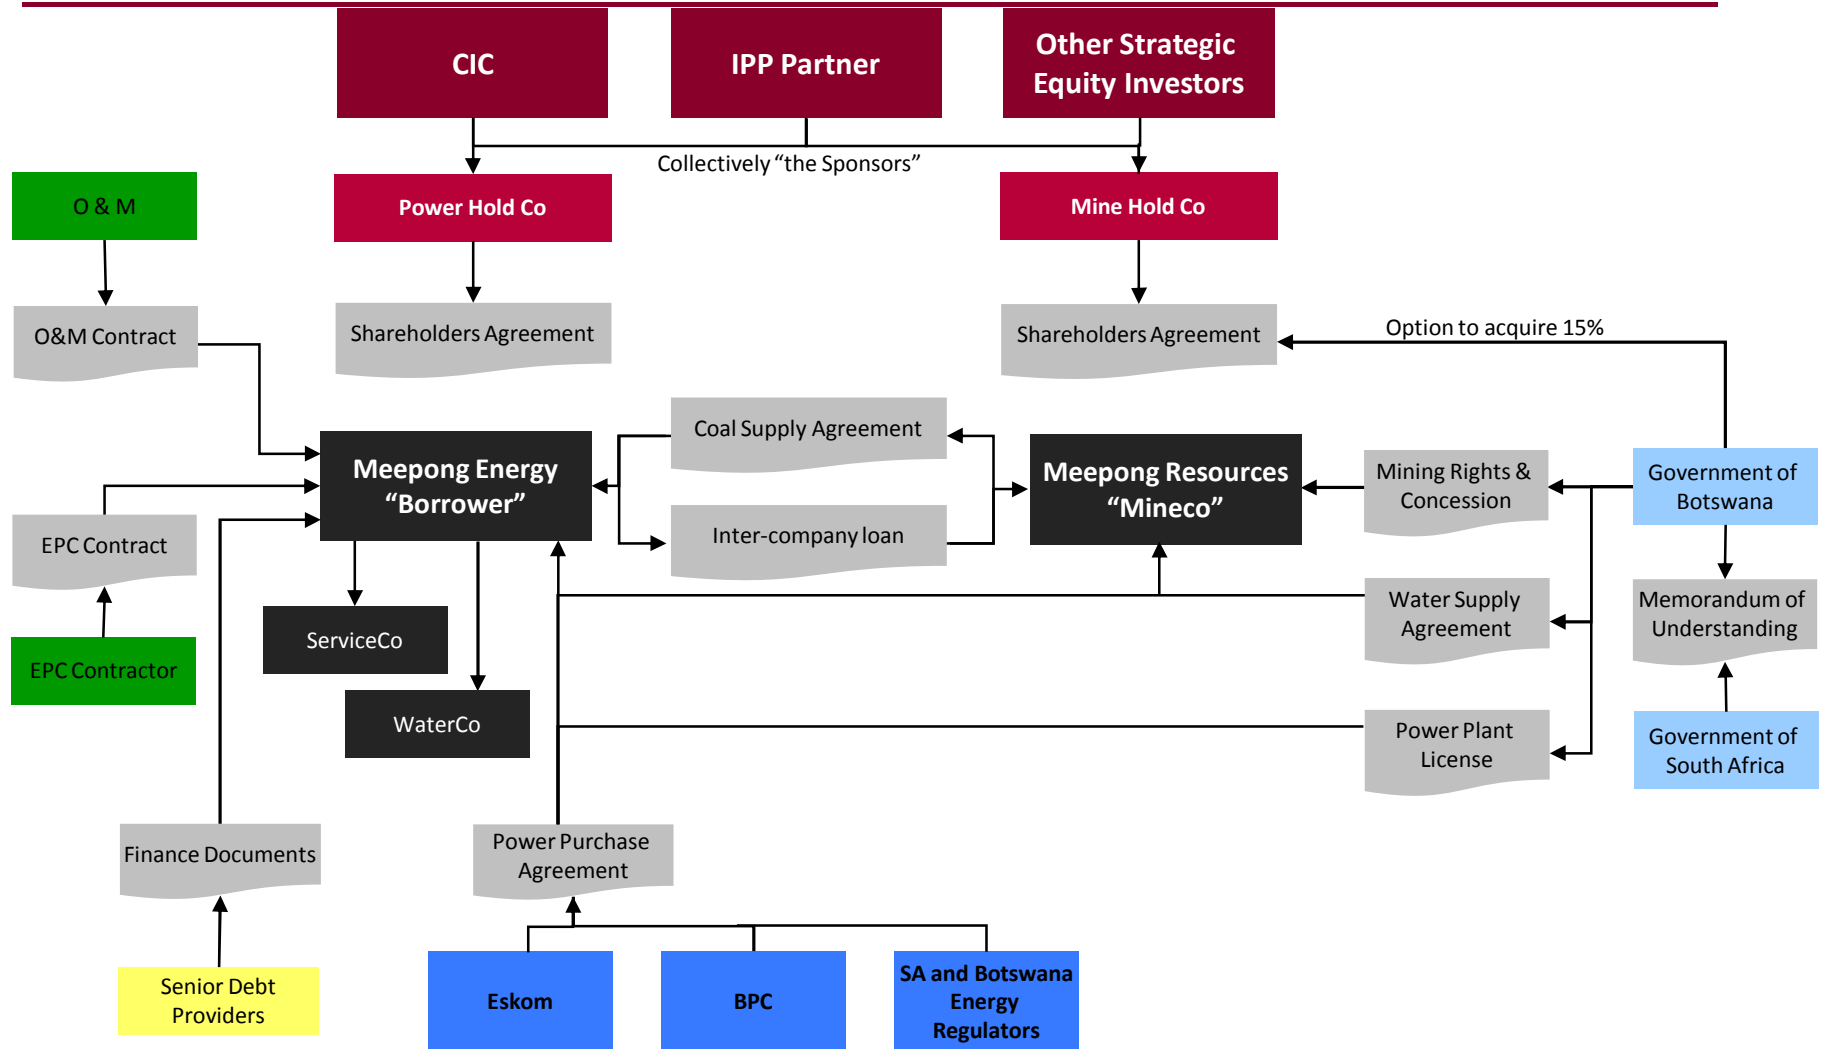 CIC
IPP Partner
Other Strategic
Equity Investors
Collectively “the Sponsors”
O & M
Power Hold Co
Mine Hold Co
O&M Contract
Shareholders Agreement
Shareholders Agreement
Option to acquire 15%
Meepong Energy
“Borrower”
Coal Supply Agreement
Inter-company loan
Meepong Resources
“Mineco”
Mining Rights &
Concession
Government of
Botswana
EPC Contract
ServiceCo
Water Supply
Agreement
Memorandum of
Understanding
EPC Contractor
WaterCo
Power Plant
License
Government of
South Africa
Finance Documents
Power Purchase
Agreement
Senior Debt
Providers
Eskom
BPC
SA and Botswana
Energy
Regulators